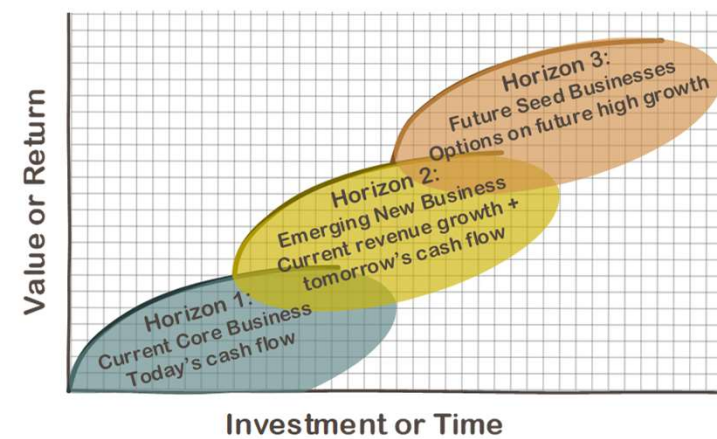 Value or Return
Horizon 3:
Future Seed Businesses
Options on future high growth
Horizon 2:
Emerging New Business
Current revenue growth +
tomorrow's cash flow
Horizon 1:
Current Core Business
Today's cash flow
Investment or Time